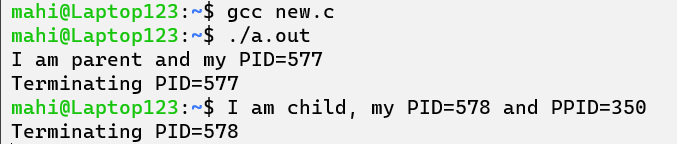 mahi@Laptop123:~$ gcc new.c
mahi@Laptop123:~$ ./a.out
I am parent and my PID=577
Terminating PID=577
mahi@Laptop123:~$ I am child, my PID=578 and PPID=350
Terminating PID=578